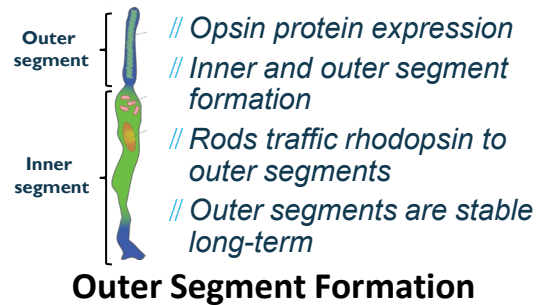 Outer
segment
Inner
segment
// Opsin protein expression
// Inner and outer segment
formation
// Rods traffic rhodopsin to
outer segments
// Outer segments are stable
long-term
Outer Segment Formation